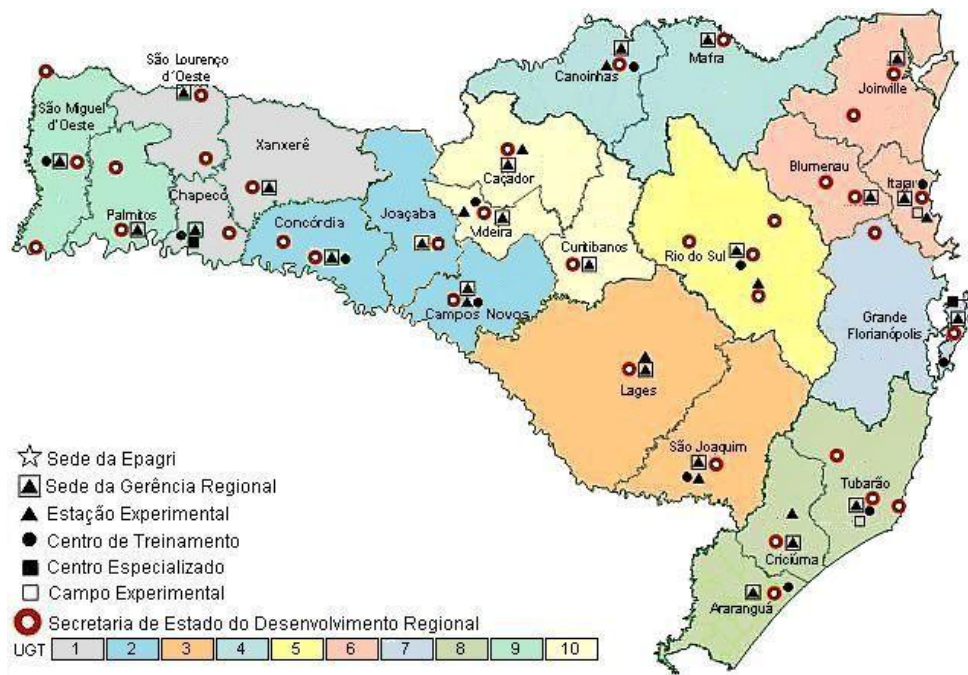 São Lourenço
d´Oeste
São Miguel
d'Oeste
Xanxerê
Chapecó
Palmitos
Concórdia
Joaçaba
Campos Novos
Canoinhas
Mafra
Caçador
Videira
Curitibanos
Rio do Sul
Joinville
Blumenau
Itajaí
Grande
Florianópolis
Lages
São Joaquim
Tubarão
Criciúma
Araranguá
Sede da Epagri
Sede da Gerência Regional
Estação Experimental
Centro de Treinamento
Centro Especializado
Campo Experimental
Secretaria de Estado do Desenvolvimento Regional
UGT 1 2 3 4 5 6 7 8 9 10